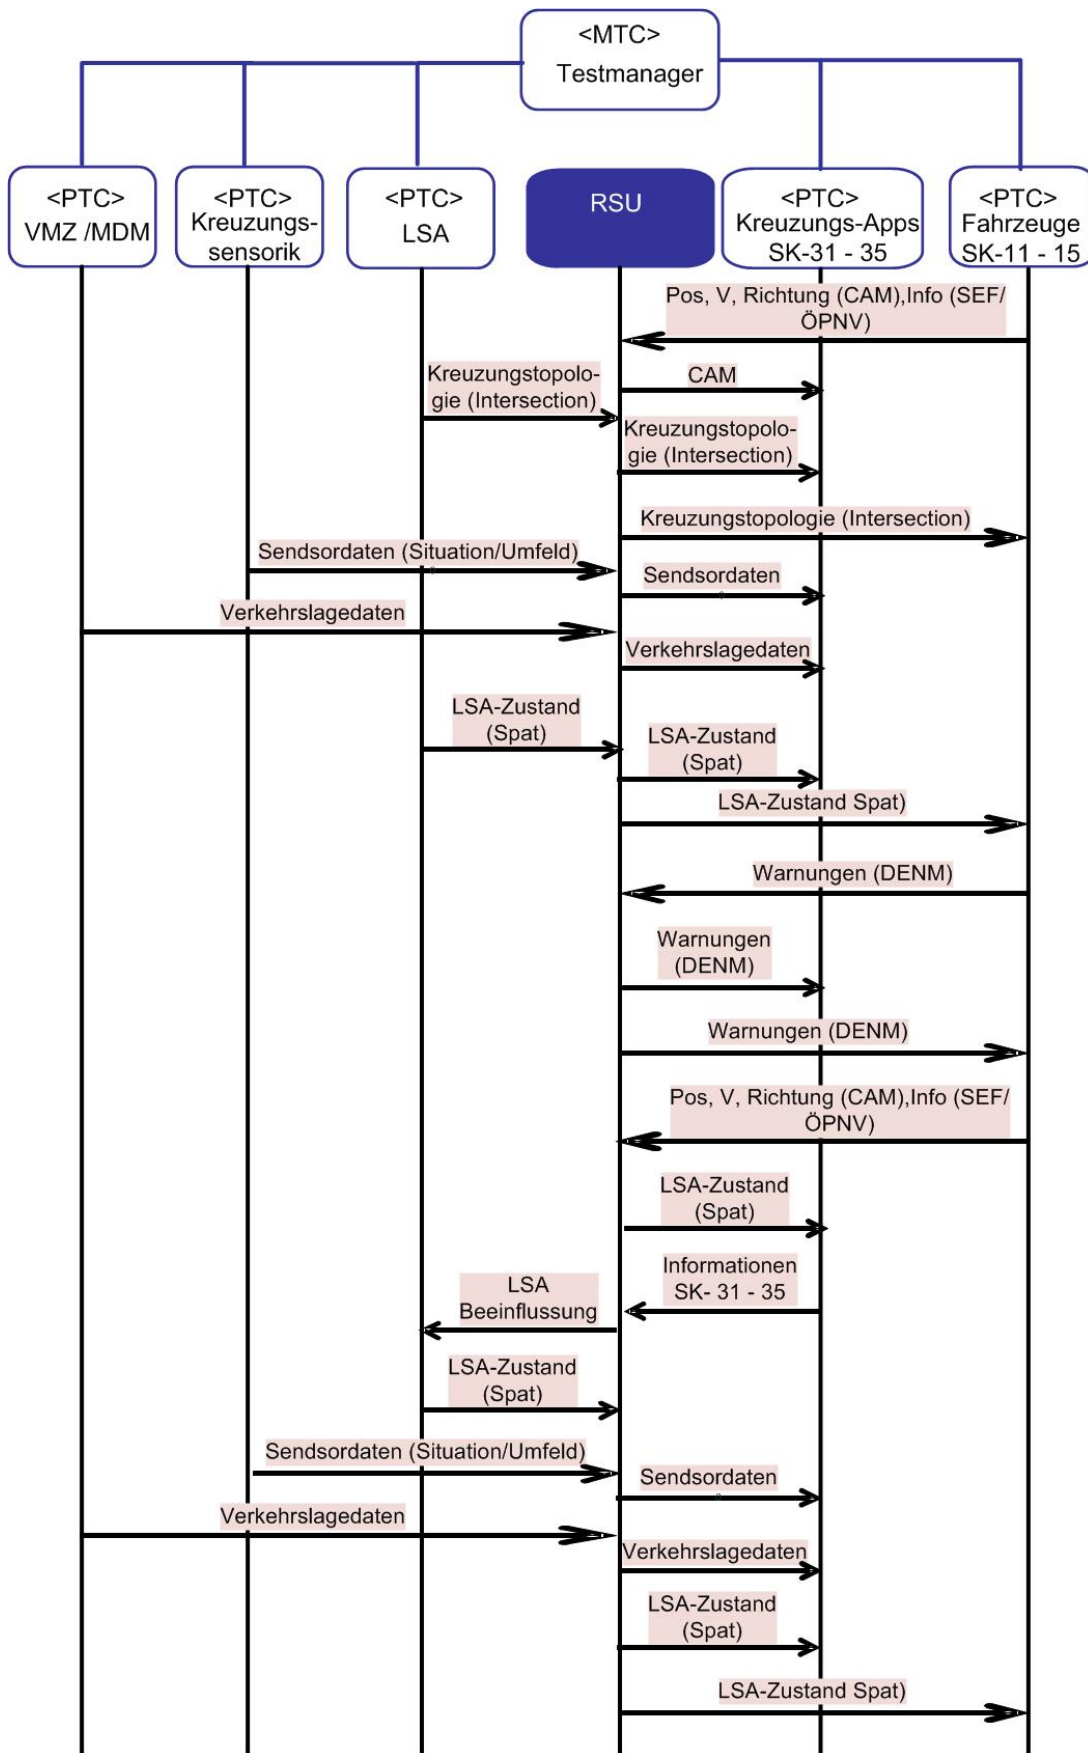 <MTC>
Testmanager
<PTC>
VMZ /MDM
<PTC>
Kreuzungs-
sensorik
<PTC>
LSA
RSU
<PTC>
Kreuzungs-Apps
SK-31 - 35
<PTC>
Fahrzeuge
SK-11 - 15
Pos, V, Richtung (CAM),Info (SEF/
ÖPNV)
Kreuzungstopolo-
gie (Intersection)
CAM
Kreuzungstopolo-
gie (Intersection)
Kreuzungstopologie (Intersection)
Sendsordaten (Situation/Umfeld)
Sendsordaten
Verkehrslagedaten
Verkehrslagedaten
LSA-Zustand
(Spat)
LSA-Zustand
(Spat)
LSA-Zustand Spat)
Warnungen (DENM)
Warnungen
(DENM)
Warnungen (DENM)
Pos, V, Richtung (CAM),Info (SEF/
ÖPNV)
LSA-Zustand
(Spat)
Informationen
SK- 31 - 35
LSA
Beeinflussung
LSA-Zustand
(Spat)
Sendsordaten (Situation/Umfeld)
Sendsordaten
Verkehrslagedaten
Verkehrslagedaten
LSA-Zustand
(Spat)
LSA-Zustand Spat)